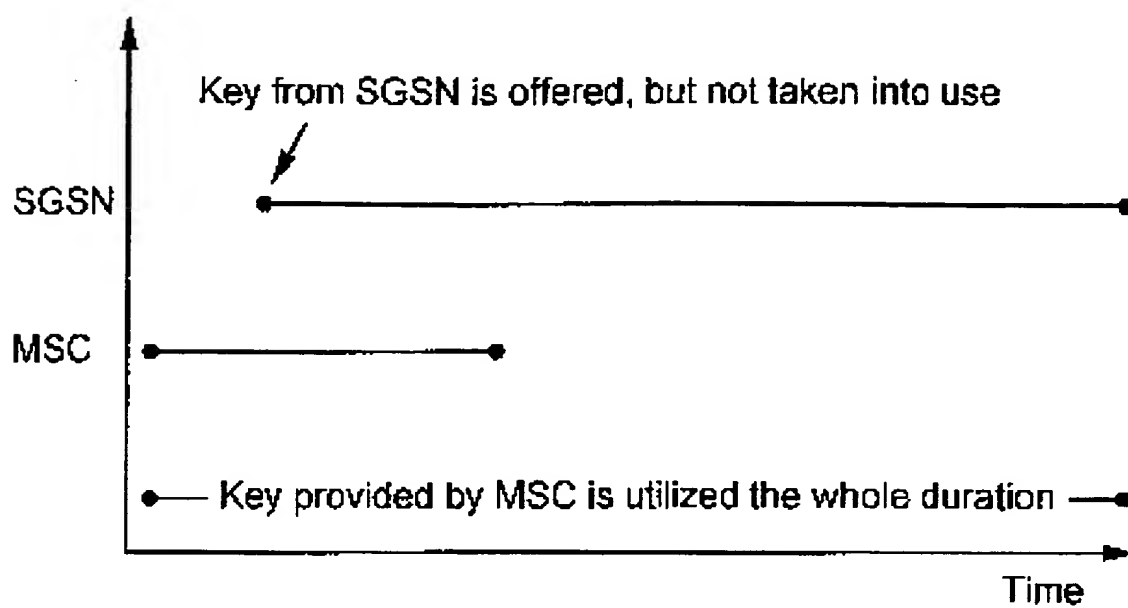 Key from SGSN is offered, but not taken into use
SGSN
MSC
Key provided by MSC is utilized the whole duration
Time